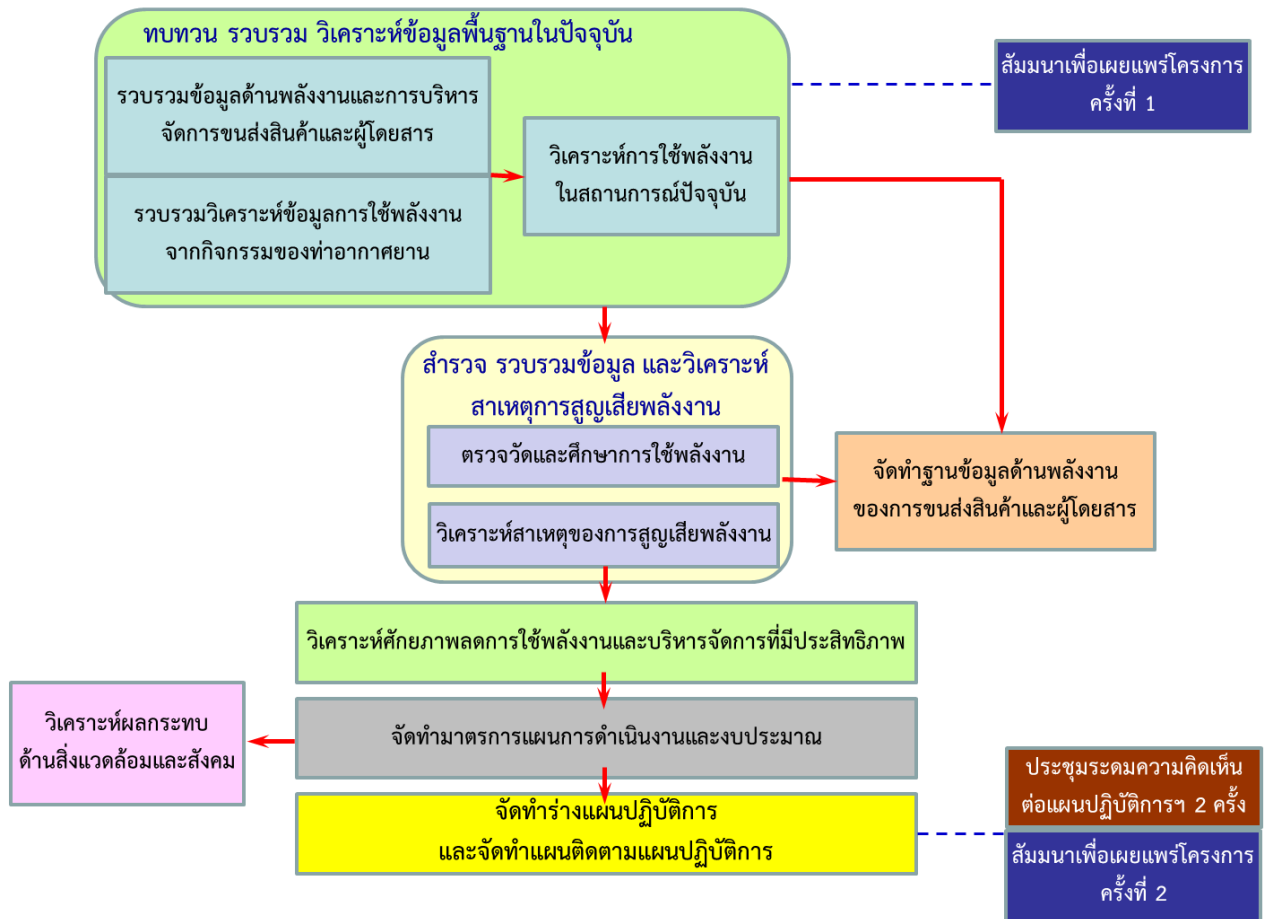 ทบทวน รวบรวม วิเคราะห์ข้อมูลพื้นฐานในปัจจุบัน
รวบรวมข้อมูลด้านพลังงานและการบริหาร
จัดการขนส่งสินค้าและผู้โดยสาร
รวบรวมวิเคราะห์ข้อมูลการใช้พลังงาน
จากกิจกรรมของท่าอากาศยาน
วิเคราะห์การใช้พลังงาน
ในสถานการณ์ปัจจุบัน
สัมมนาเพื่อเผยแพร่โครงการ
ครั้งที่ 1
สำรวจ รวบรวมข้อมูล และวิเคราะห์
สาเหตุการสูญเสียพลังงาน
ตรวจวัดและศึกษาการใช้พลังงาน
วิเคราะห์สาเหตุของการสูญเสียพลังงาน
จัดทำฐานข้อมูลด้านพลังงาน
ของการขนส่งสินค้าและผู้โดยสาร
วิเคราะห์ศักยภาพลดการใช้พลังงานและบริหารจัดการที่มีประสิทธิภาพ
วิเคราะห์ผลกระทบ
ด้านสิ่งแวดล้อมและสังคม
จัดทำมาตรการแผนการดำเนินงานและงบประมาณ
จัดทำร่างแผนปฏิบัติการ
และจัดทำแผนติดตามแผนปฏิบัติการ
ประชุมระดมความคิดเห็น
ต่อแผนปฏิบัติการฯ 2 ครั้ง
สัมมนาเพื่อเผยแพร่โครงการ
ครั้งที่ 2